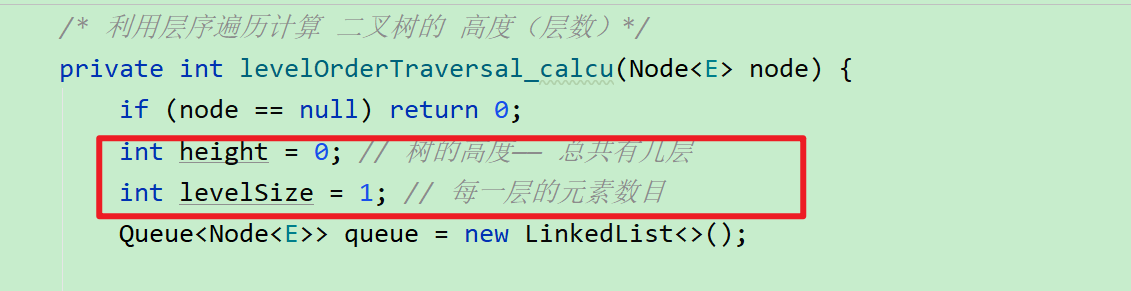 /* 利用层序遍历计算 二叉树的 高度（层数）*/
private int levelOrderTraversal_calcu(Node<E> node) {
if (node == null) return 0;
int height = 0; // 树的高度—— 总共有几层
int levelSize = 1; // 每一层的元素数目
Queue<Node<E>> queue = new LinkedList<>();